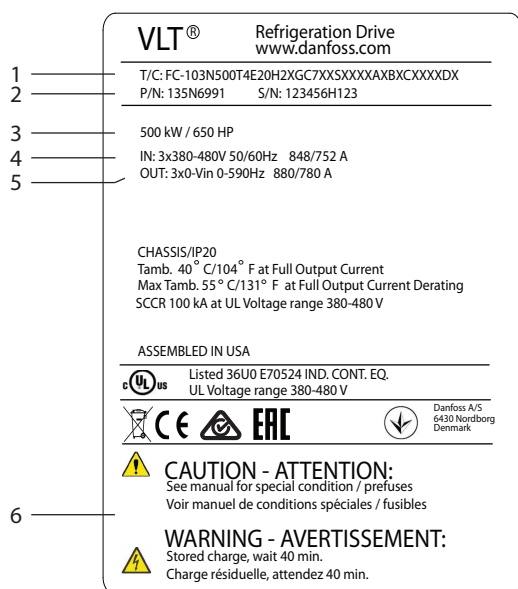 VLT® Refrigeration Drive
www.danfoss.com
1 T/C: FC-103N500T4E20H2XGC7XXSXXXXAXBXCXXXXDX
2 P/N: 135N6991 S/N: 123456H123
3 500 kW / 650 HP
4 IN: 3x380-480V 50/60Hz 848/752 A
5 OUT: 3x0-Vin 0-590Hz 880/780 A
CHASSIS/IP20
Tamb. 40° C/104° F at Full Output Current
Max Tamb. 55° C/131° F at Full Output Current Derating
SCCR 100 kA at UL Voltage range 380-480 V
ASSEMBLED IN USA
c UL us Listed 36U0 E70524 IND. CONT. EQ.
UL Voltage range 380-480 V
CE EAC
Danfoss A/S
6430 Nordborg
Denmark
CAUTION - ATTENTION:
See manual for special condition / prefuses
Voir manuel de conditions spéciales / fusibles
6
WARNING - AVERTISSEMENT:
Stored charge, wait 40 min.
Charge résiduelle, attendez 40 min.